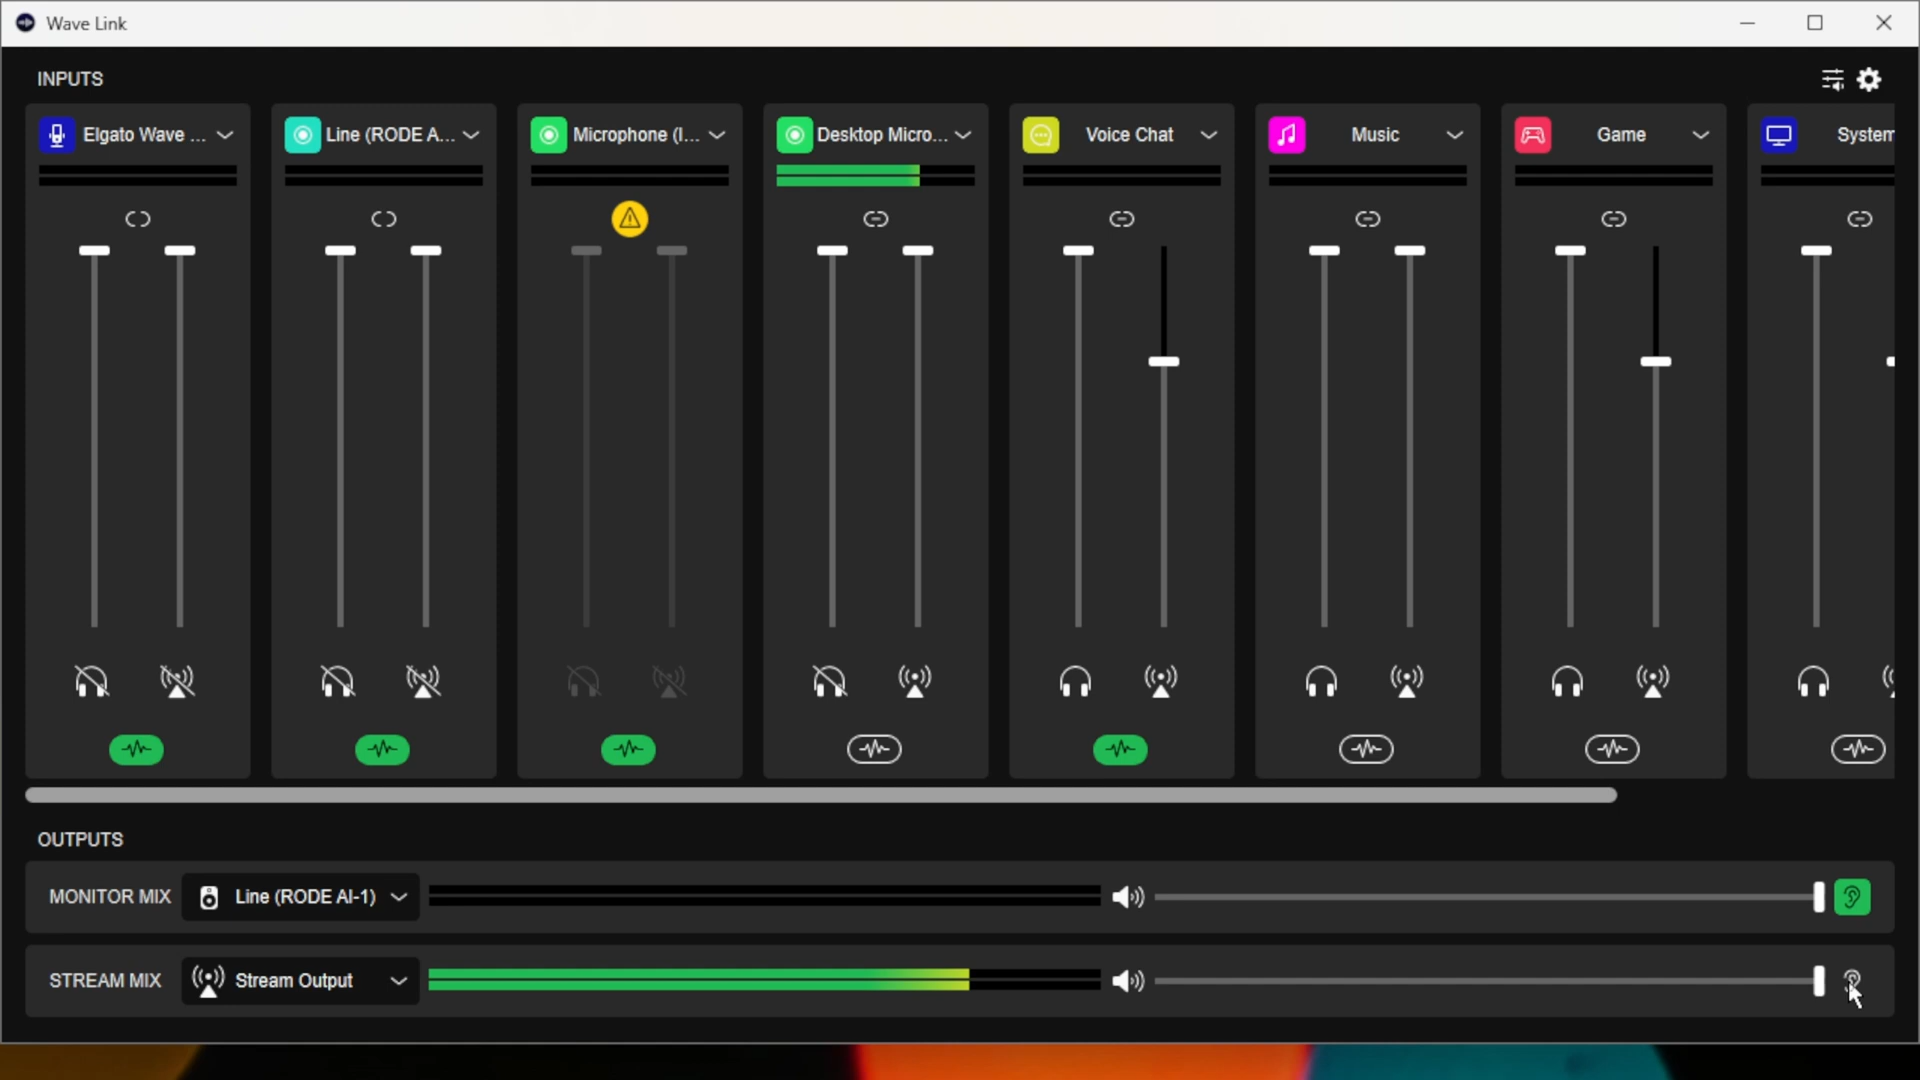 Wave Link
INPUTS
Elgato Wave ...
Line (RODE A...
Microphone (I...
Desktop Micro...
Voice Chat
Music
Game
System
OUTPUTS
MONITOR MIX
Line (RODE AI-1)
STREAM MIX
Stream Output